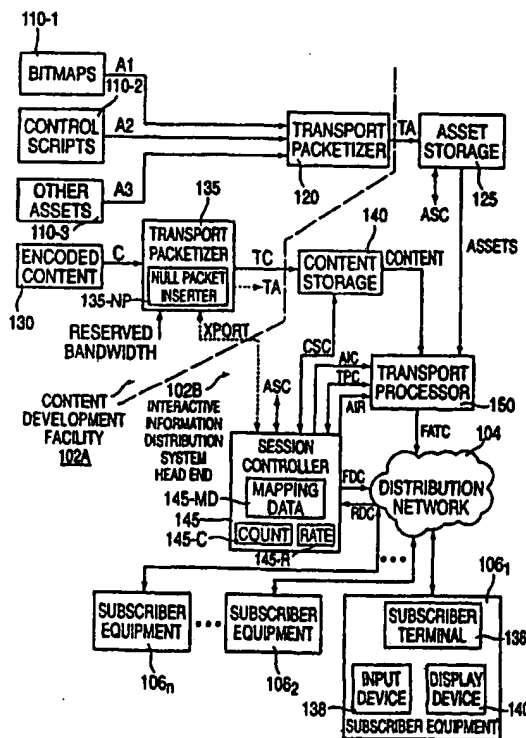 110-1
BITMAPS
A1
110-2
CONTROL
SCRIPTS
A2
TRANSPORT
PACKETIZER
120
TA
ASSET
STORAGE
125
OTHER
ASSETS
110-3
A3
ASC
ASSETS
135
ENCODED
CONTENT
130
C
TRANSPORT
PACKETIZER
NULL PACKET
INSERTER
135-NP
TC
TA
140
CONTENT
STORAGE
CONTENT
RESERVED
BANDWIDTH
XPORT
CSC
AIC
TPC
AIR
TRANSPORT
PROCESSOR
150
CONTENT
DEVELOPMENT
FACILITY
102A
102B
INTERACTIVE
INFORMATION
DISTRIBUTION
SYSTEM
HEAD END
ASC
SESSION
CONTROLLER
145-MD
MAPPING
DATA
145
COUNT
RATE
145-C
145-R
FATC
104
FDC
RDC
DISTRIBUTION
NETWORK
SUBSCRIBER
EQUIPMENT
106n
SUBSCRIBER
EQUIPMENT
1062
1061
SUBSCRIBER
TERMINAL
136
INPUT
DEVICE
138
DISPLAY
DEVICE
140
SUBSCRIBER EQUIPMENT